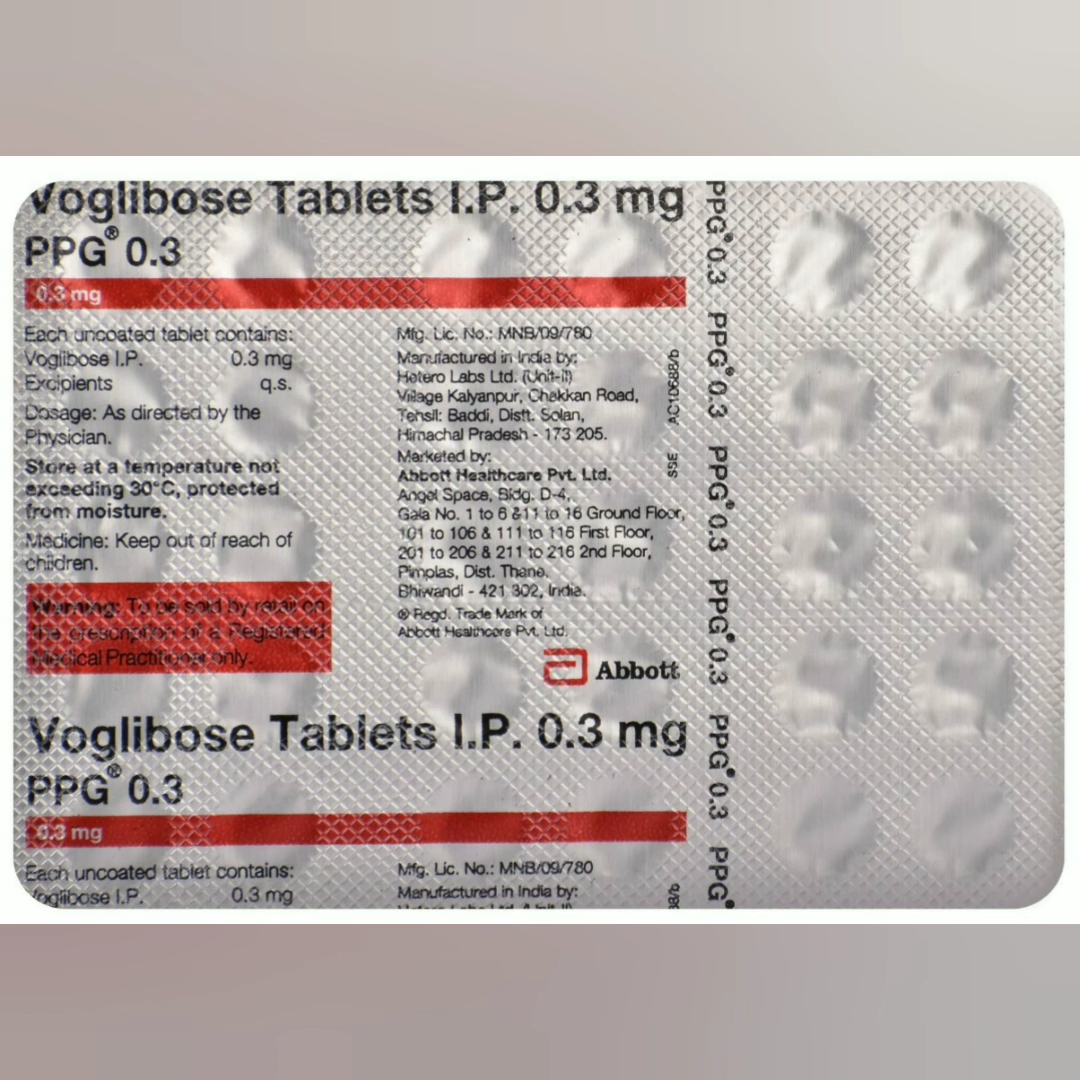 Voglibose Tablets I.P. 0.3 mg
PPG® 0.3
0.3 mg
Each uncoated tablet contains:
Voglibose I.P. 0.3 mg
Excipients q.s.
Dosage: As directed by the
Physician.
Store at a temperature not
exceeding 30°C, protected
from moisture.
Medicine: Keep out of reach of
children.
Warning: To be sold by retail on
the prescription of a Registered
Medical Practitioner only.
Mfg. Lic. No.: MNB/09/780
Manufactured in India by:
Hetero Labs Ltd. (Unit-II)
Village Kalyanpur, Chakkan Road,
Tehsil: Baddi, Distt. Solan,
Himachal Pradesh - 173 205.
Marketed by:
Abbott Healthcare Pvt. Ltd.
Angel Space, Bldg. D-4,
Gala No. 1 to 6 & 11 to 16 Ground Floor,
101 to 106 & 111 to 116 First Floor,
201 to 206 & 211 to 216 2nd Floor,
Pimplas, Dist. Thane,
Bhiwandi - 421 302, India.
® Regd. Trade Mark of
Abbott Healthcare Pvt. Ltd.
Abbott
SSE AC10688/b
PPG® 0.3 PPG® 0.3 PPG® 0.3 PPG® 0.3 PPG® 0.3 PPG®
Voglibose Tablets I.P. 0.3 mg
PPG® 0.3
0.3 mg
Each uncoated tablet contains:
Voglibose I.P. 0.3 mg
Mfg. Lic. No.: MNB/09/780
Manufactured in India by:
88/b